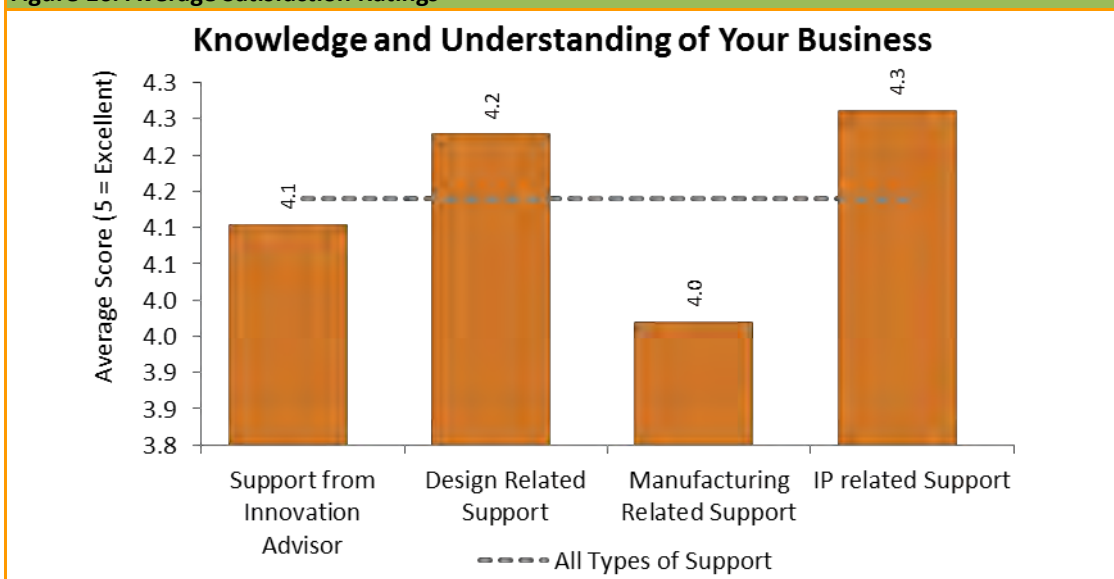 Knowledge and Understanding of Your Business
Average Score (5 = Excellent)
4.3
4.3
4.2
4.2
4.1
4.1
4.0
4.0
3.9
3.9
3.8
4.1
4.2
4.0
4.3
Support from
Innovation
Advisor
Design Related
Support
Manufacturing
Related Support
IP related Support
All Types of Support